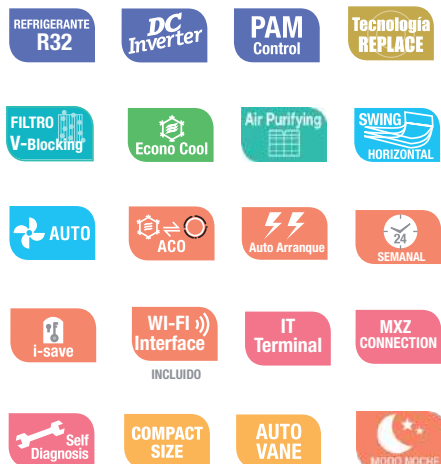 REFRIGERANTE
R32
DC
Inverter
PAM
Control
Tecnología
REPLACE
FILTRO
V-Blocking
Econo Cool
Air Purifying
SWING
HORIZONTAL
AUTO
ACO
Auto Arranque
24
SEMANAL
i-save
WI-FI
Interface
INCLUIDO
IT
Terminal
MXZ
CONNECTION
Self
Diagnosis
COMPACT
SIZE
AUTO
VANE
MODO NOCHE